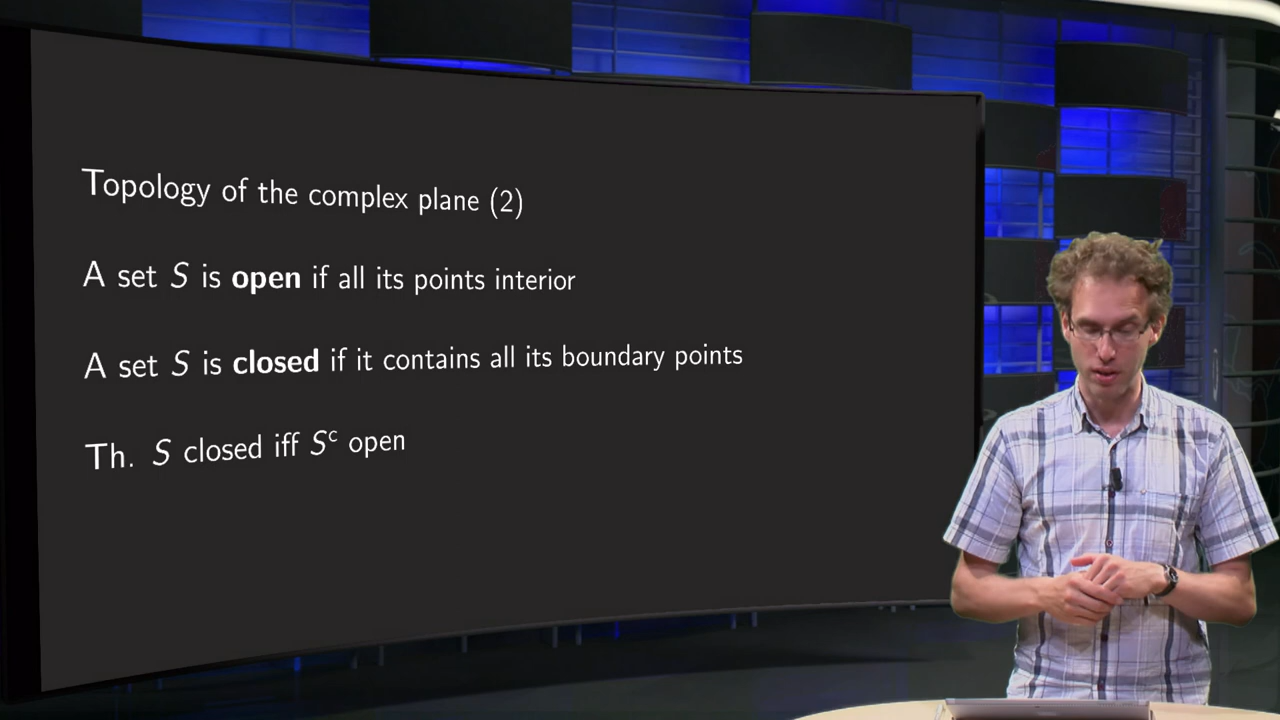 Topology of the complex plane (2)
A set S is open if all its points interior
A set S is closed if it contains all its boundary points
Th. S closed iff Sᶜ open